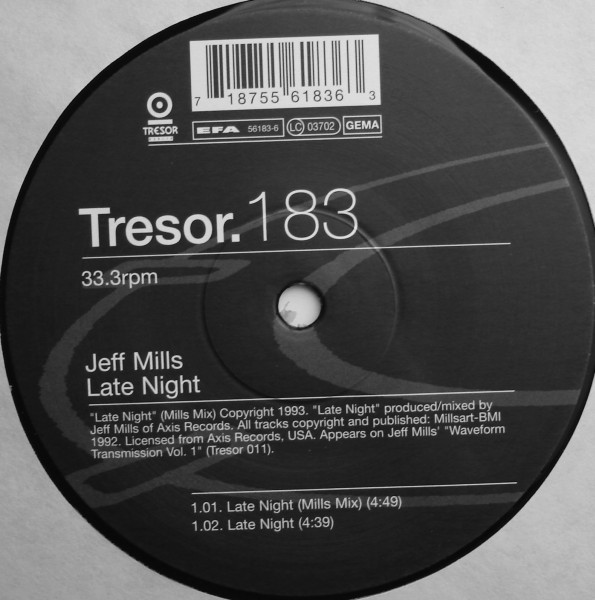 7 18755 61836 3
TRESOR
EFA 56183-6 LC 03702 GEMA
Tresor.183
33.3rpm
Jeff Mills
Late Night
"Late Night" (Mills Mix) Copyright 1993. "Late Night" produced/mixed by
Jeff Mills of Axis Records. All tracks copyright and published: Millsart-BMI
1992. Licensed from Axis Records, USA. Appears on Jeff Mills' "Waveform
Transmission Vol. 1" (Tresor 011).
1.01. Late Night (Mills Mix) (4:49)
1.02. Late Night (4:39)